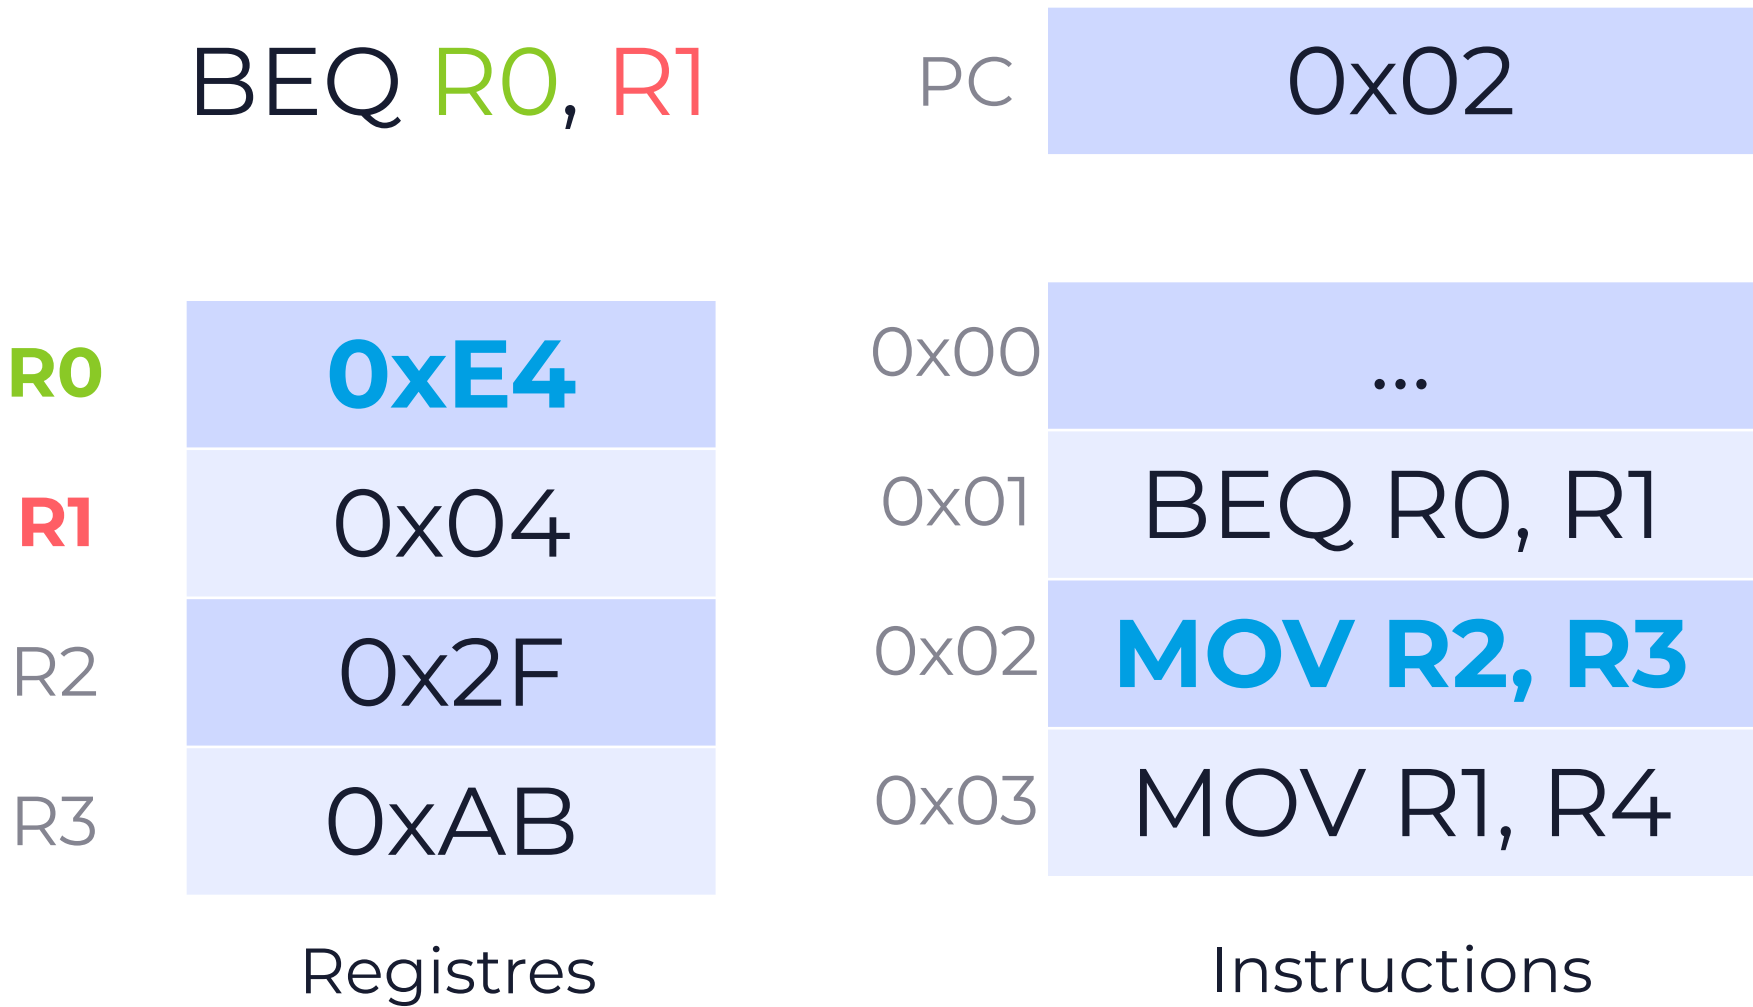 BEQ R0, R1
PC 0x02
R0 0xE4
R1 0x04
R2 0x2F
R3 0xAB
Registres
0x00 ...
0x01 BEQ R0, R1
0x02 MOV R2, R3
0x03 MOV R1, R4
Instructions